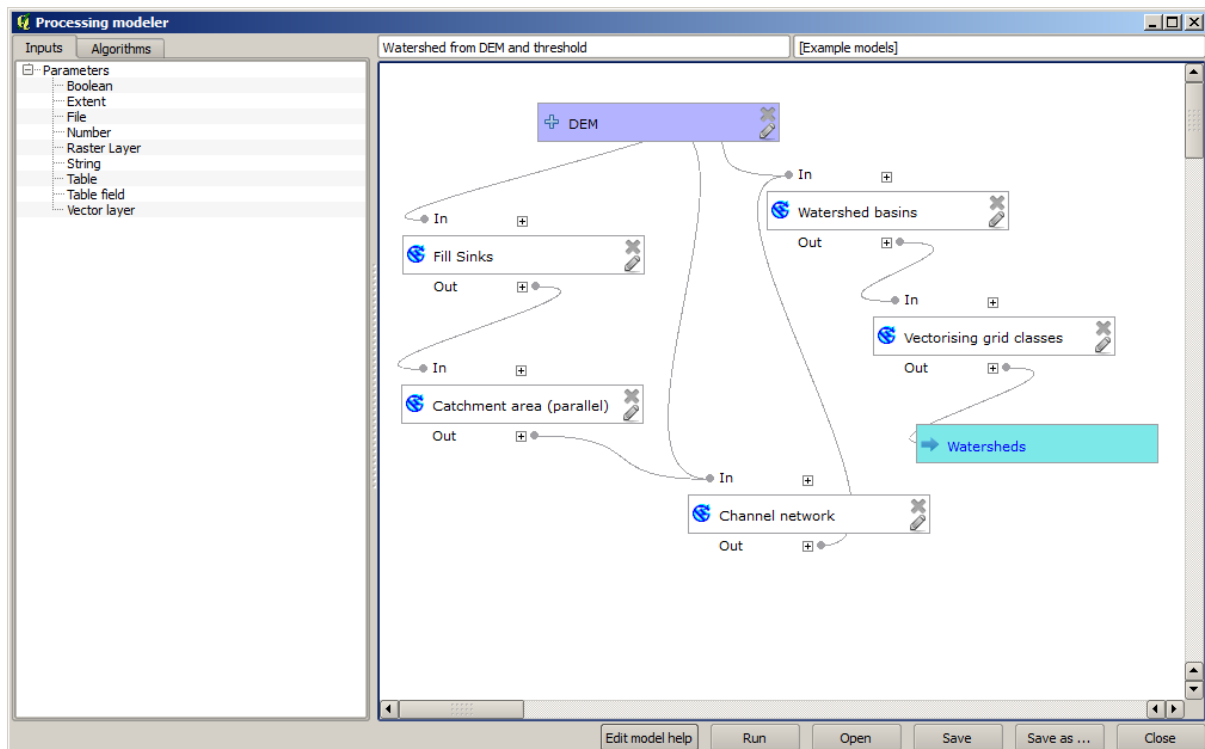 Processing modeler
Inputs
Algorithms
Watershed from DEM and threshold
[Example models]
Parameters
Boolean
Extent
File
Number
Raster Layer
String
Table
Table field
Vector layer
DEM
In
Watershed basins
Out
In
Fill Sinks
Out
In
Vectorising grid classes
Out
In
Catchment area (parallel)
Out
Watersheds
In
Channel network
Out
Edit model help
Run
Open
Save
Save as ...
Close